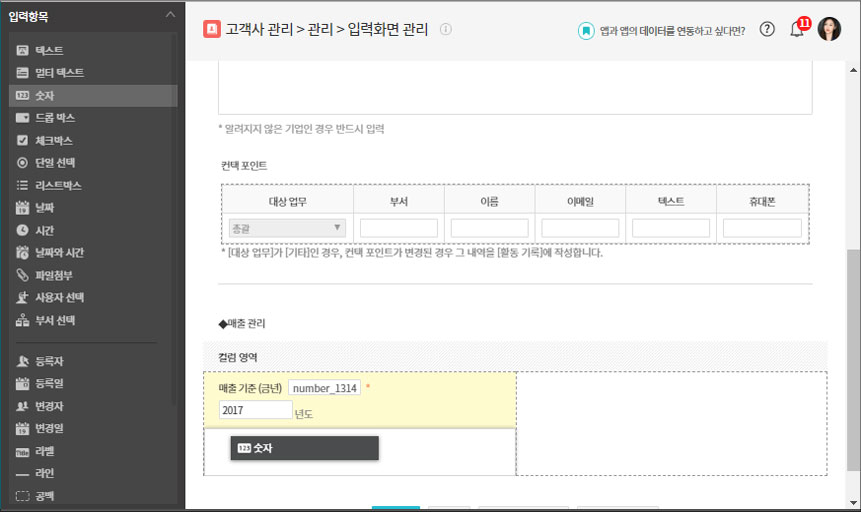 입력항목
텍스트
멀티 텍스트
숫자
드롭 박스
체크박스
단일 선택
리스트박스
날짜
시간
날짜와 시간
파일첨부
사용자 선택
부서 선택
등록자
등록일
변경자
변경일
라벨
라인
공백
고객사 관리 > 관리 > 입력화면 관리
앱과 앱의 데이터를 연동하고 싶다면?
11
* 알려지지 않은 기업인 경우 반드시 입력
컨택 포인트
대상 업무 부서 이름 이메일 텍스트 휴대폰
총괄
* [대상 업무]가 [기타]인 경우, 컨택 포인트가 변경된 경우 그 내역을 [활동 기록]에 작성합니다.
◆매출 관리
컬럼 영역
매출 기준 (금년) number_1314 *
2017 년도
123 숫자